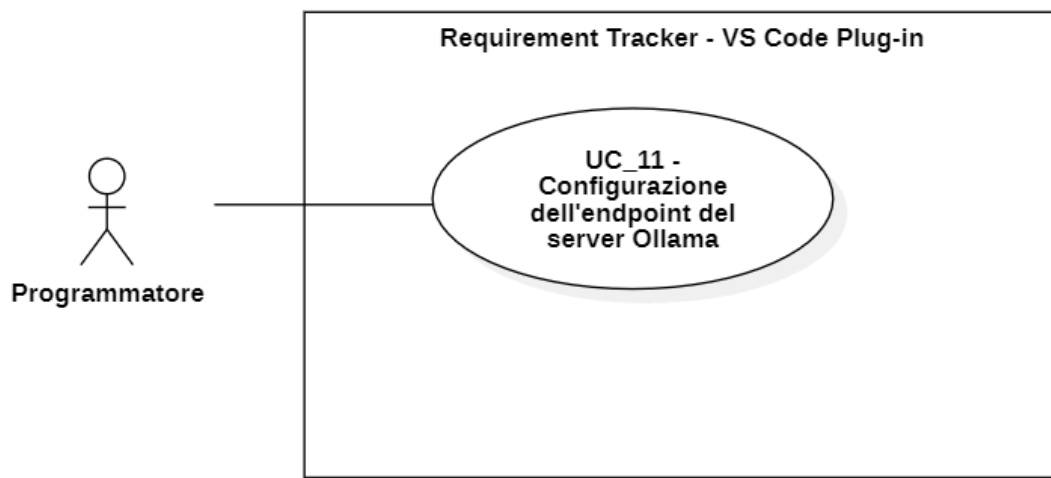 Requirement Tracker - VS Code Plug-in
UC_11 -
Configurazione
dell'endpoint del
server Ollama
Programmatore